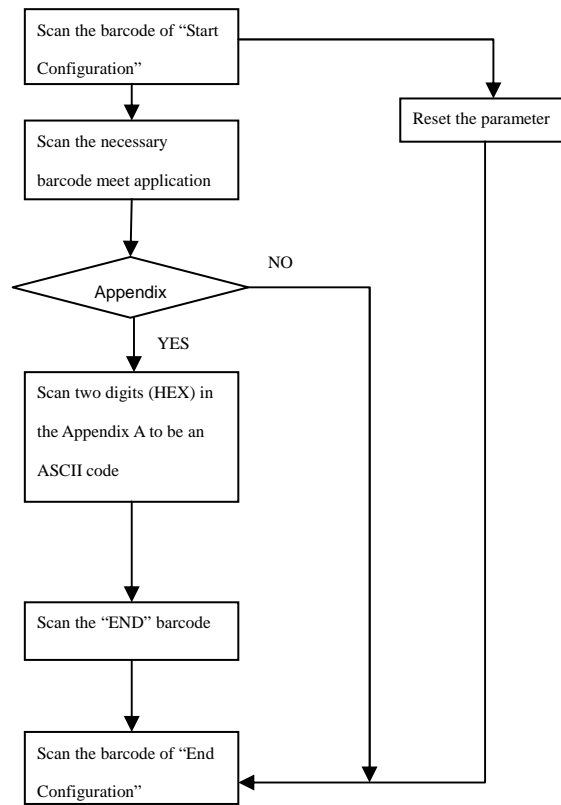 Scan the barcode of “Start
Configuration”
Reset the parameter
Scan the necessary
barcode meet application
NO
Appendix
YES
Scan two digits (HEX) in
the Appendix A to be an
ASCII code
Scan the “END” barcode
Scan the barcode of “End
Configuration”